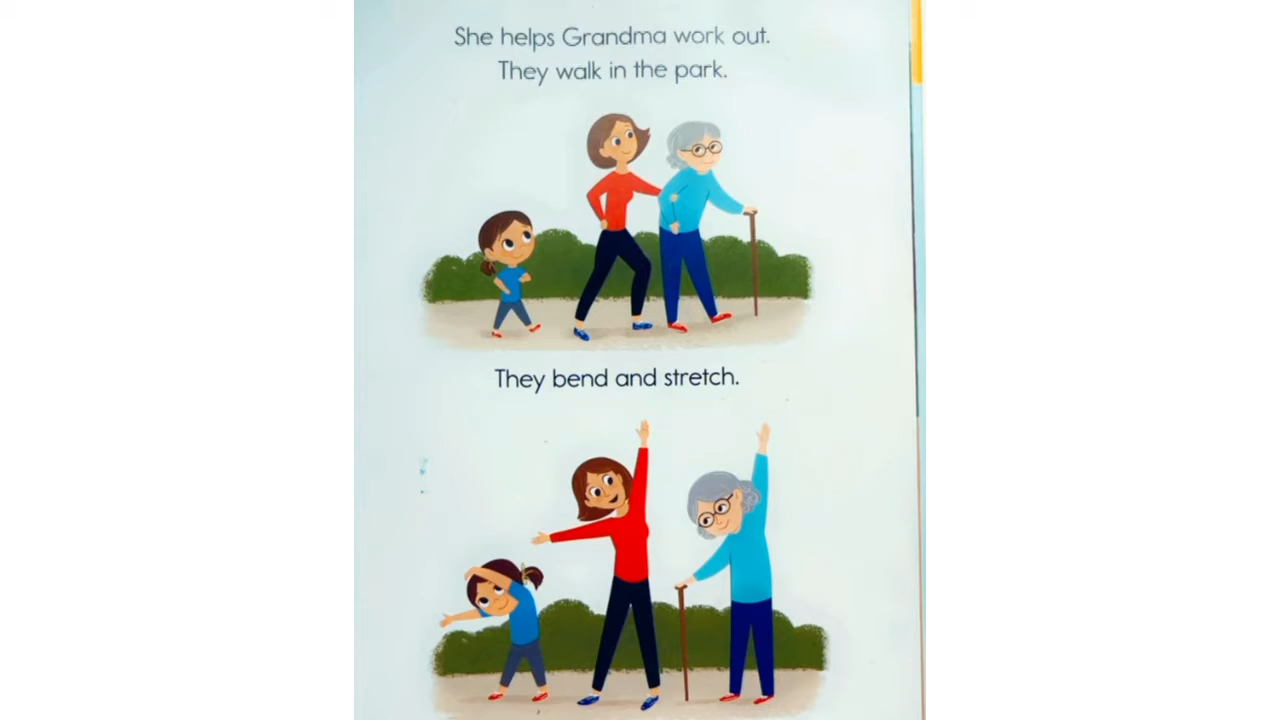 She helps Grandma work out.
They walk in the park.
They bend and stretch.